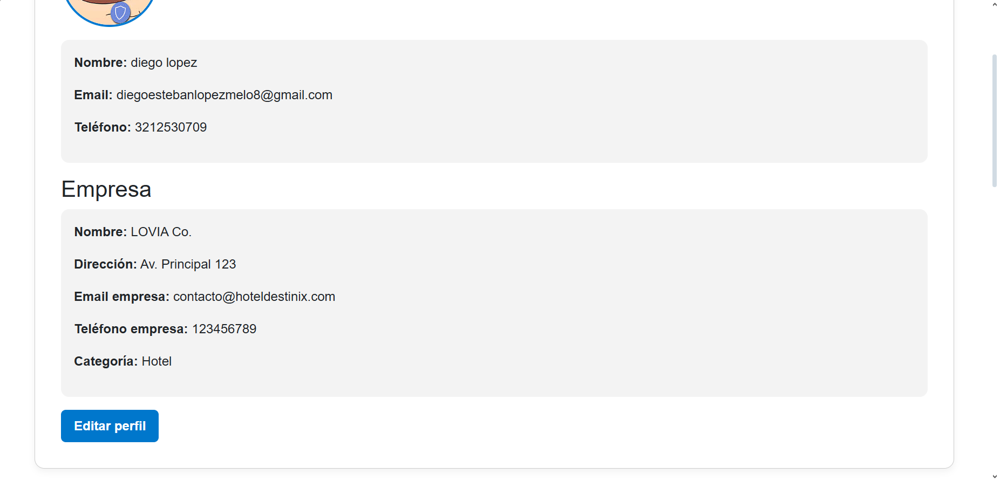 Nombre: diego lopez
Email: diegoestebanlopezmelo8@gmail.com
Teléfono: 3212530709
Empresa
Nombre: LOVIA Co.
Dirección: Av. Principal 123
Email empresa: contacto@hoteldestinix.com
Teléfono empresa: 123456789
Categoría: Hotel
Editar perfil